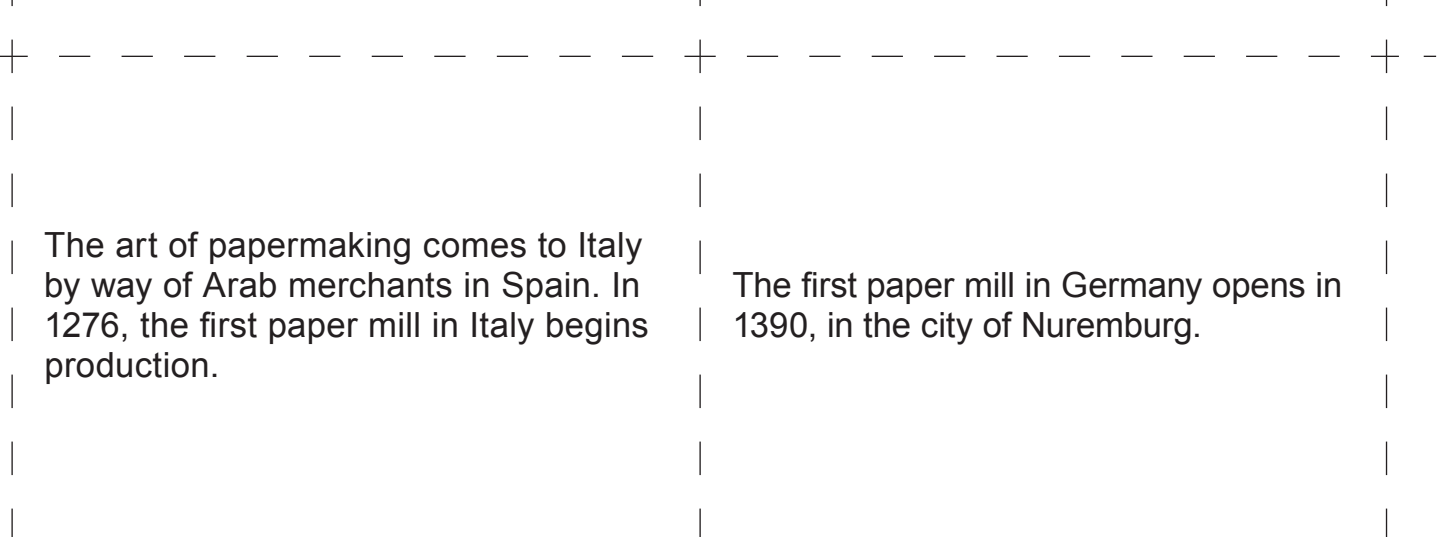 The art of papermaking comes to Italy
by way of Arab merchants in Spain. In
1276, the first paper mill in Italy begins
production.
The first paper mill in Germany opens in
1390, in the city of Nuremburg.